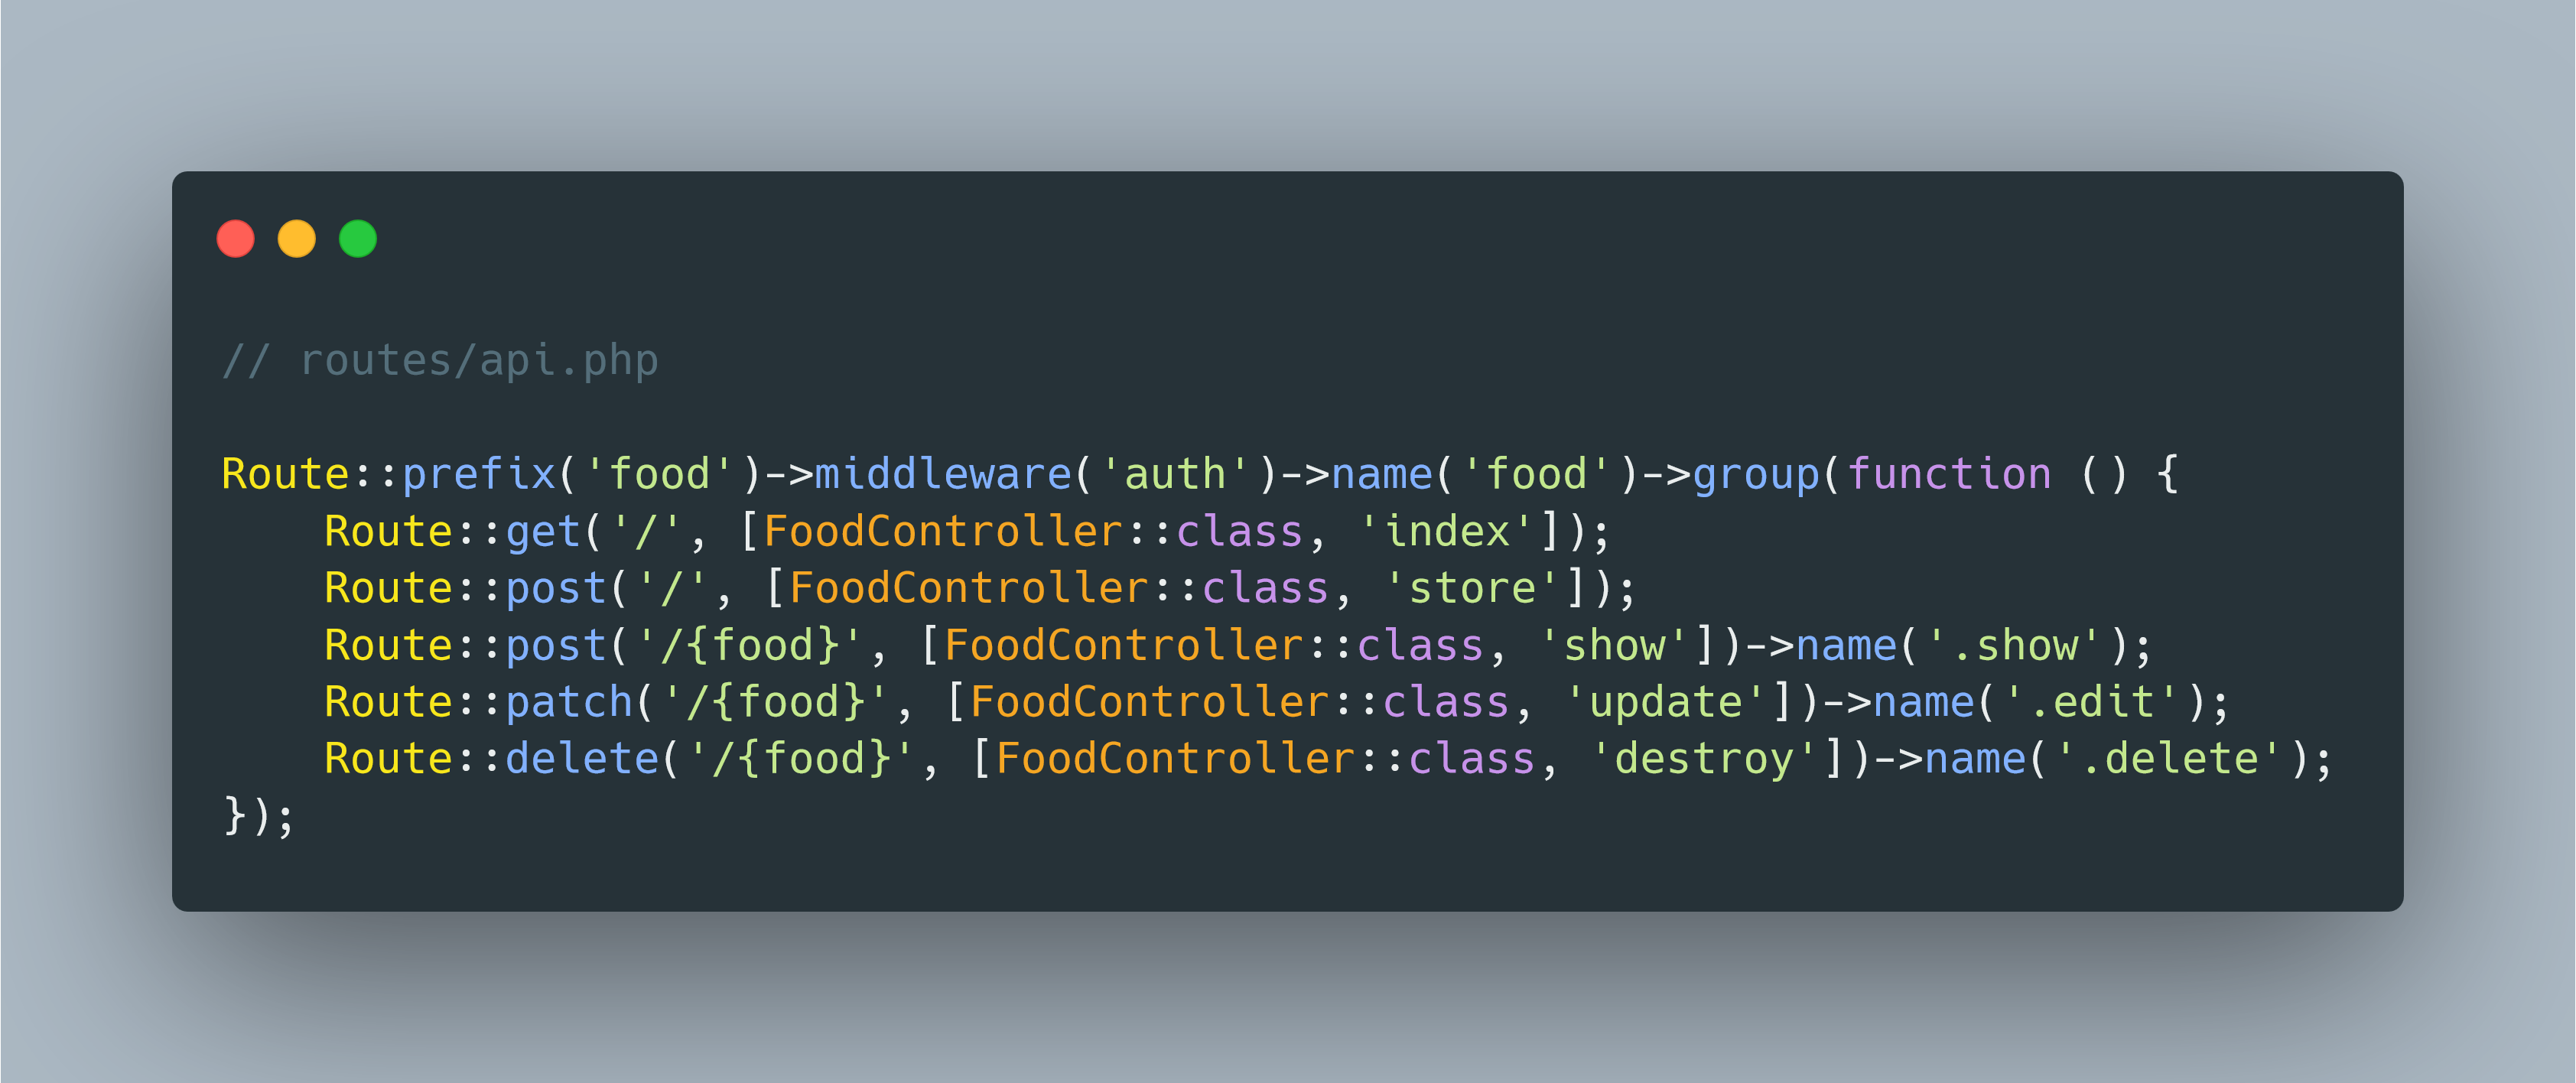 // routes/api.php
Route::prefix('food')->middleware('auth')->name('food')->group(function () {
    Route::get('/', [FoodController::class, 'index']);
    Route::post('/', [FoodController::class, 'store']);
    Route::post('/{food}', [FoodController::class, 'show'])->name('.show');
    Route::patch('/{food}', [FoodController::class, 'update'])->name('.edit');
    Route::delete('/{food}', [FoodController::class, 'destroy'])->name('.delete');
});